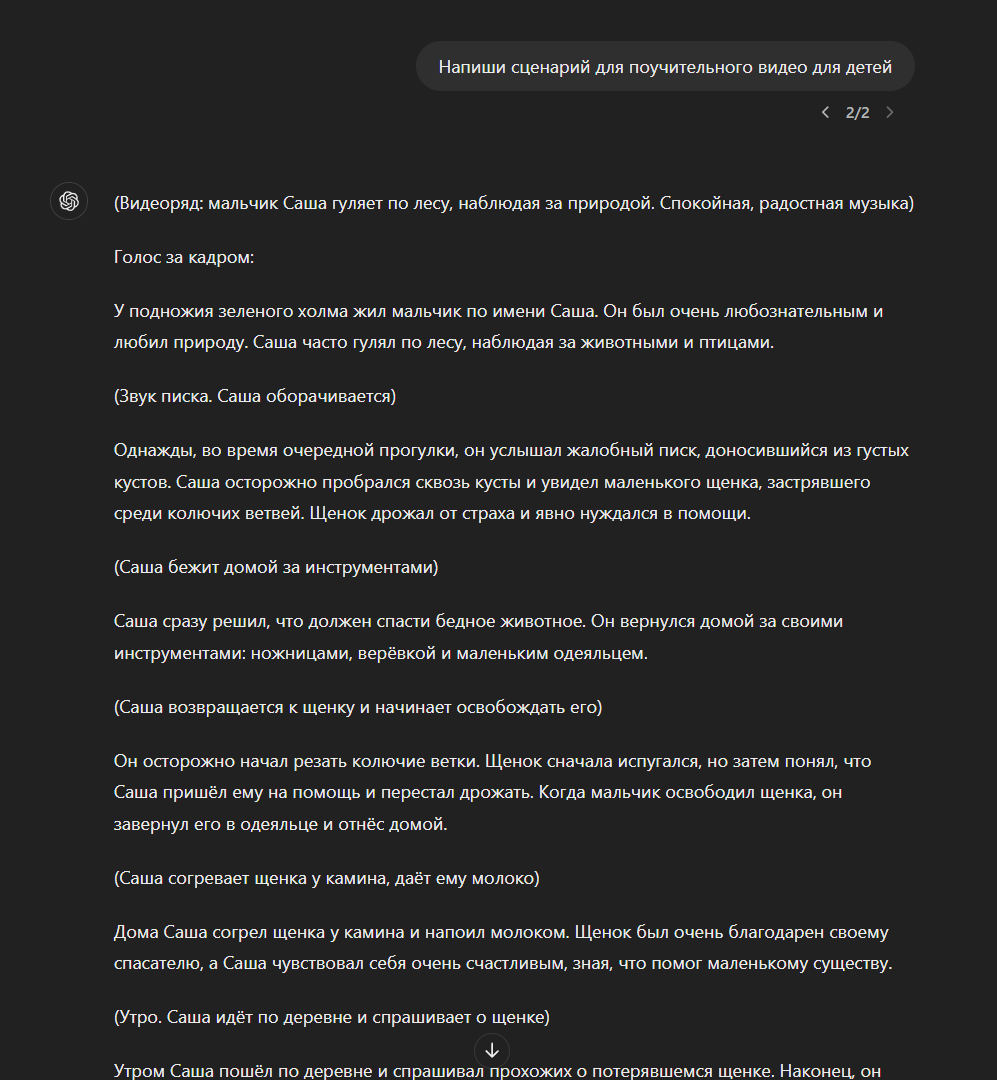 Напиши сценарий для поучительного видео для детей
2/2
(Видеоряд: мальчик Саша гуляет по лесу, наблюдая за природой. Спокойная, радостная музыка)
Голос за кадром:
У подножия зеленого холма жил мальчик по имени Саша. Он был очень любознательным и
любил природу. Саша часто гулял по лесу, наблюдая за животными и птицами.
(Звук писка. Саша оборачивается)
Однажды, во время очередной прогулки, он услышал жалобный писк, доносившийся из густых
кустов. Саша осторожно пробрался сквозь кусты и увидел маленького щенка, застрявшего
среди колючих ветвей. Щенок дрожал от страха и явно нуждался в помощи.
(Саша бежит домой за инструментами)
Саша сразу решил, что должен спасти бедное животное. Он вернулся домой за своими
инструментами: ножницами, верёвкой и маленьким одеяльцем.
(Саша возвращается к щенку и начинает освобождать его)
Он осторожно начал резать колючие ветки. Щенок сначала испугался, но затем понял, что
Саша пришёл ему на помощь и перестал дрожать. Когда мальчик освободил щенка, он
завернул его в одеяльце и отнёс домой.
(Саша согревает щенка у камина, даёт ему молоко)
Дома Саша согрел щенка у камина и напоил молоком. Щенок был очень благодарен своему
спасателю, а Саша чувствовал себя очень счастливым, зная, что помог маленькому существу.
(Утро. Саша идёт по деревне и спрашивает о щенке)
Утром Саша пошёл по деревне и спрашивал прохожих о потерявшемся щенке. Наконец, он